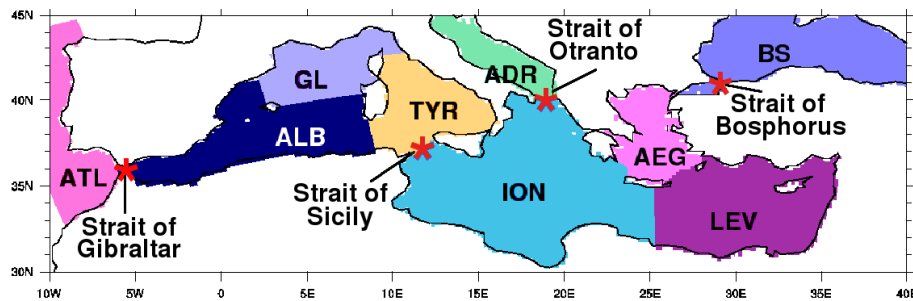 45N
40N
35N
30N
10W
5W
0
5E
10E
15E
20E
25E
30E
35E
40E
Strait of
Otranto
BS
ADR
GL
TYR
Strait of
Bosphorus
ALB
AEG
ATL
Strait of
Sicily
ION
LEV
Strait of
Gibraltar